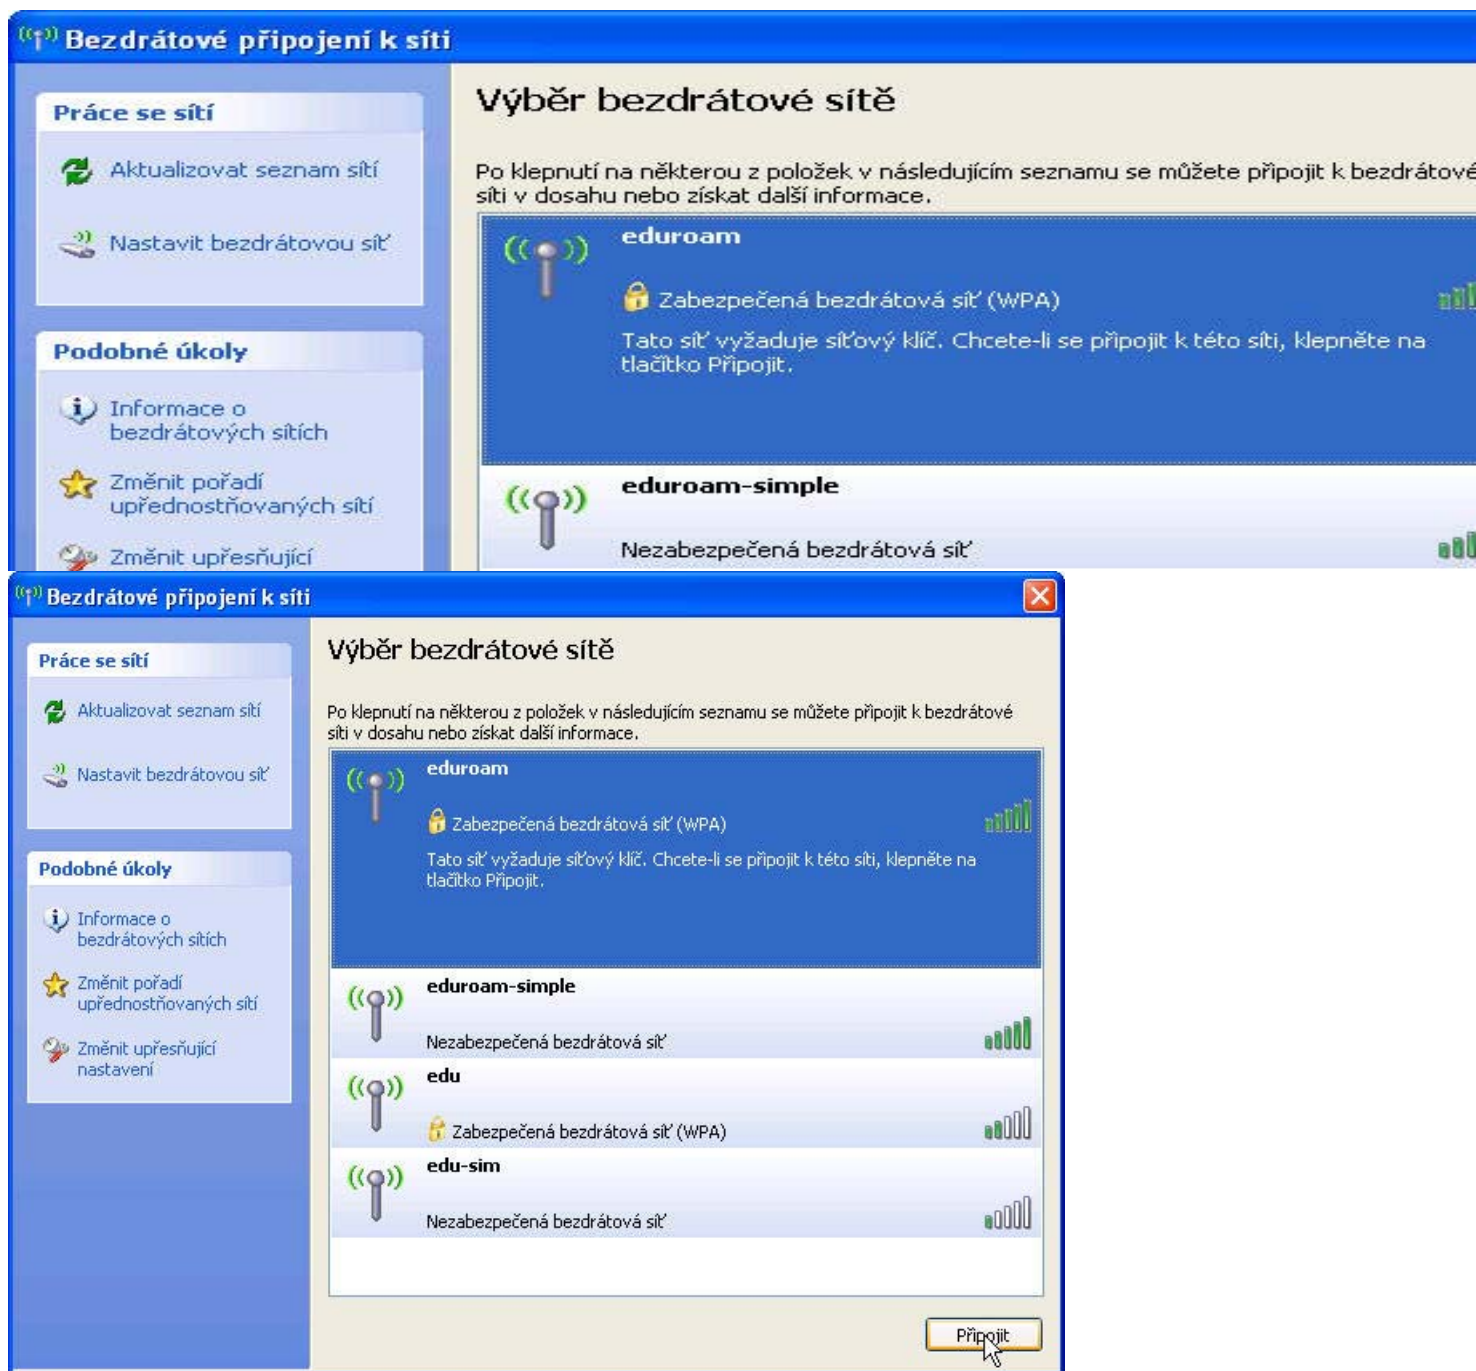 Bezdrátové připojení k síti
Práce se sítí
Aktualizovat seznam sítí
Nastavit bezdrátovou síť
Podobné úkoly
Informace o
bezdrátových sítích
Změnit pořadí
upřednostňovaných sítí
Změnit upřesňující
Výběr bezdrátové sítě
Po klepnutí na některou z položek v následujícím seznamu se můžete připojit k bezdrátové
síti v dosahu nebo získat další informace.
eduroam
Zabezpečená bezdrátová síť (WPA)
Tato síť vyžaduje síťový klíč. Chcete-li se připojit k této síti, klepněte na
tlačítko Připojit.
eduroam-simple
Nezabezpečená bezdrátová síť
Bezdrátové připojení k síti
Práce se sítí
Aktualizovat seznam sítí
Nastavit bezdrátovou síť
Podobné úkoly
Informace o
bezdrátových sítích
Změnit pořadí
upřednostňovaných sítí
Změnit upřesňující
nastavení
Výběr bezdrátové sítě
Po klepnutí na některou z položek v následujícím seznamu se můžete připojit k bezdrátové
síti v dosahu nebo získat další informace.
eduroam
Zabezpečená bezdrátová síť (WPA)
Tato síť vyžaduje síťový klíč. Chcete-li se připojit k této síti, klepněte na
tlačítko Připojit.
eduroam-simple
Nezabezpečená bezdrátová síť
edu
Zabezpečená bezdrátová síť (WPA)
edu-sim
Nezabezpečená bezdrátová síť
Připojit